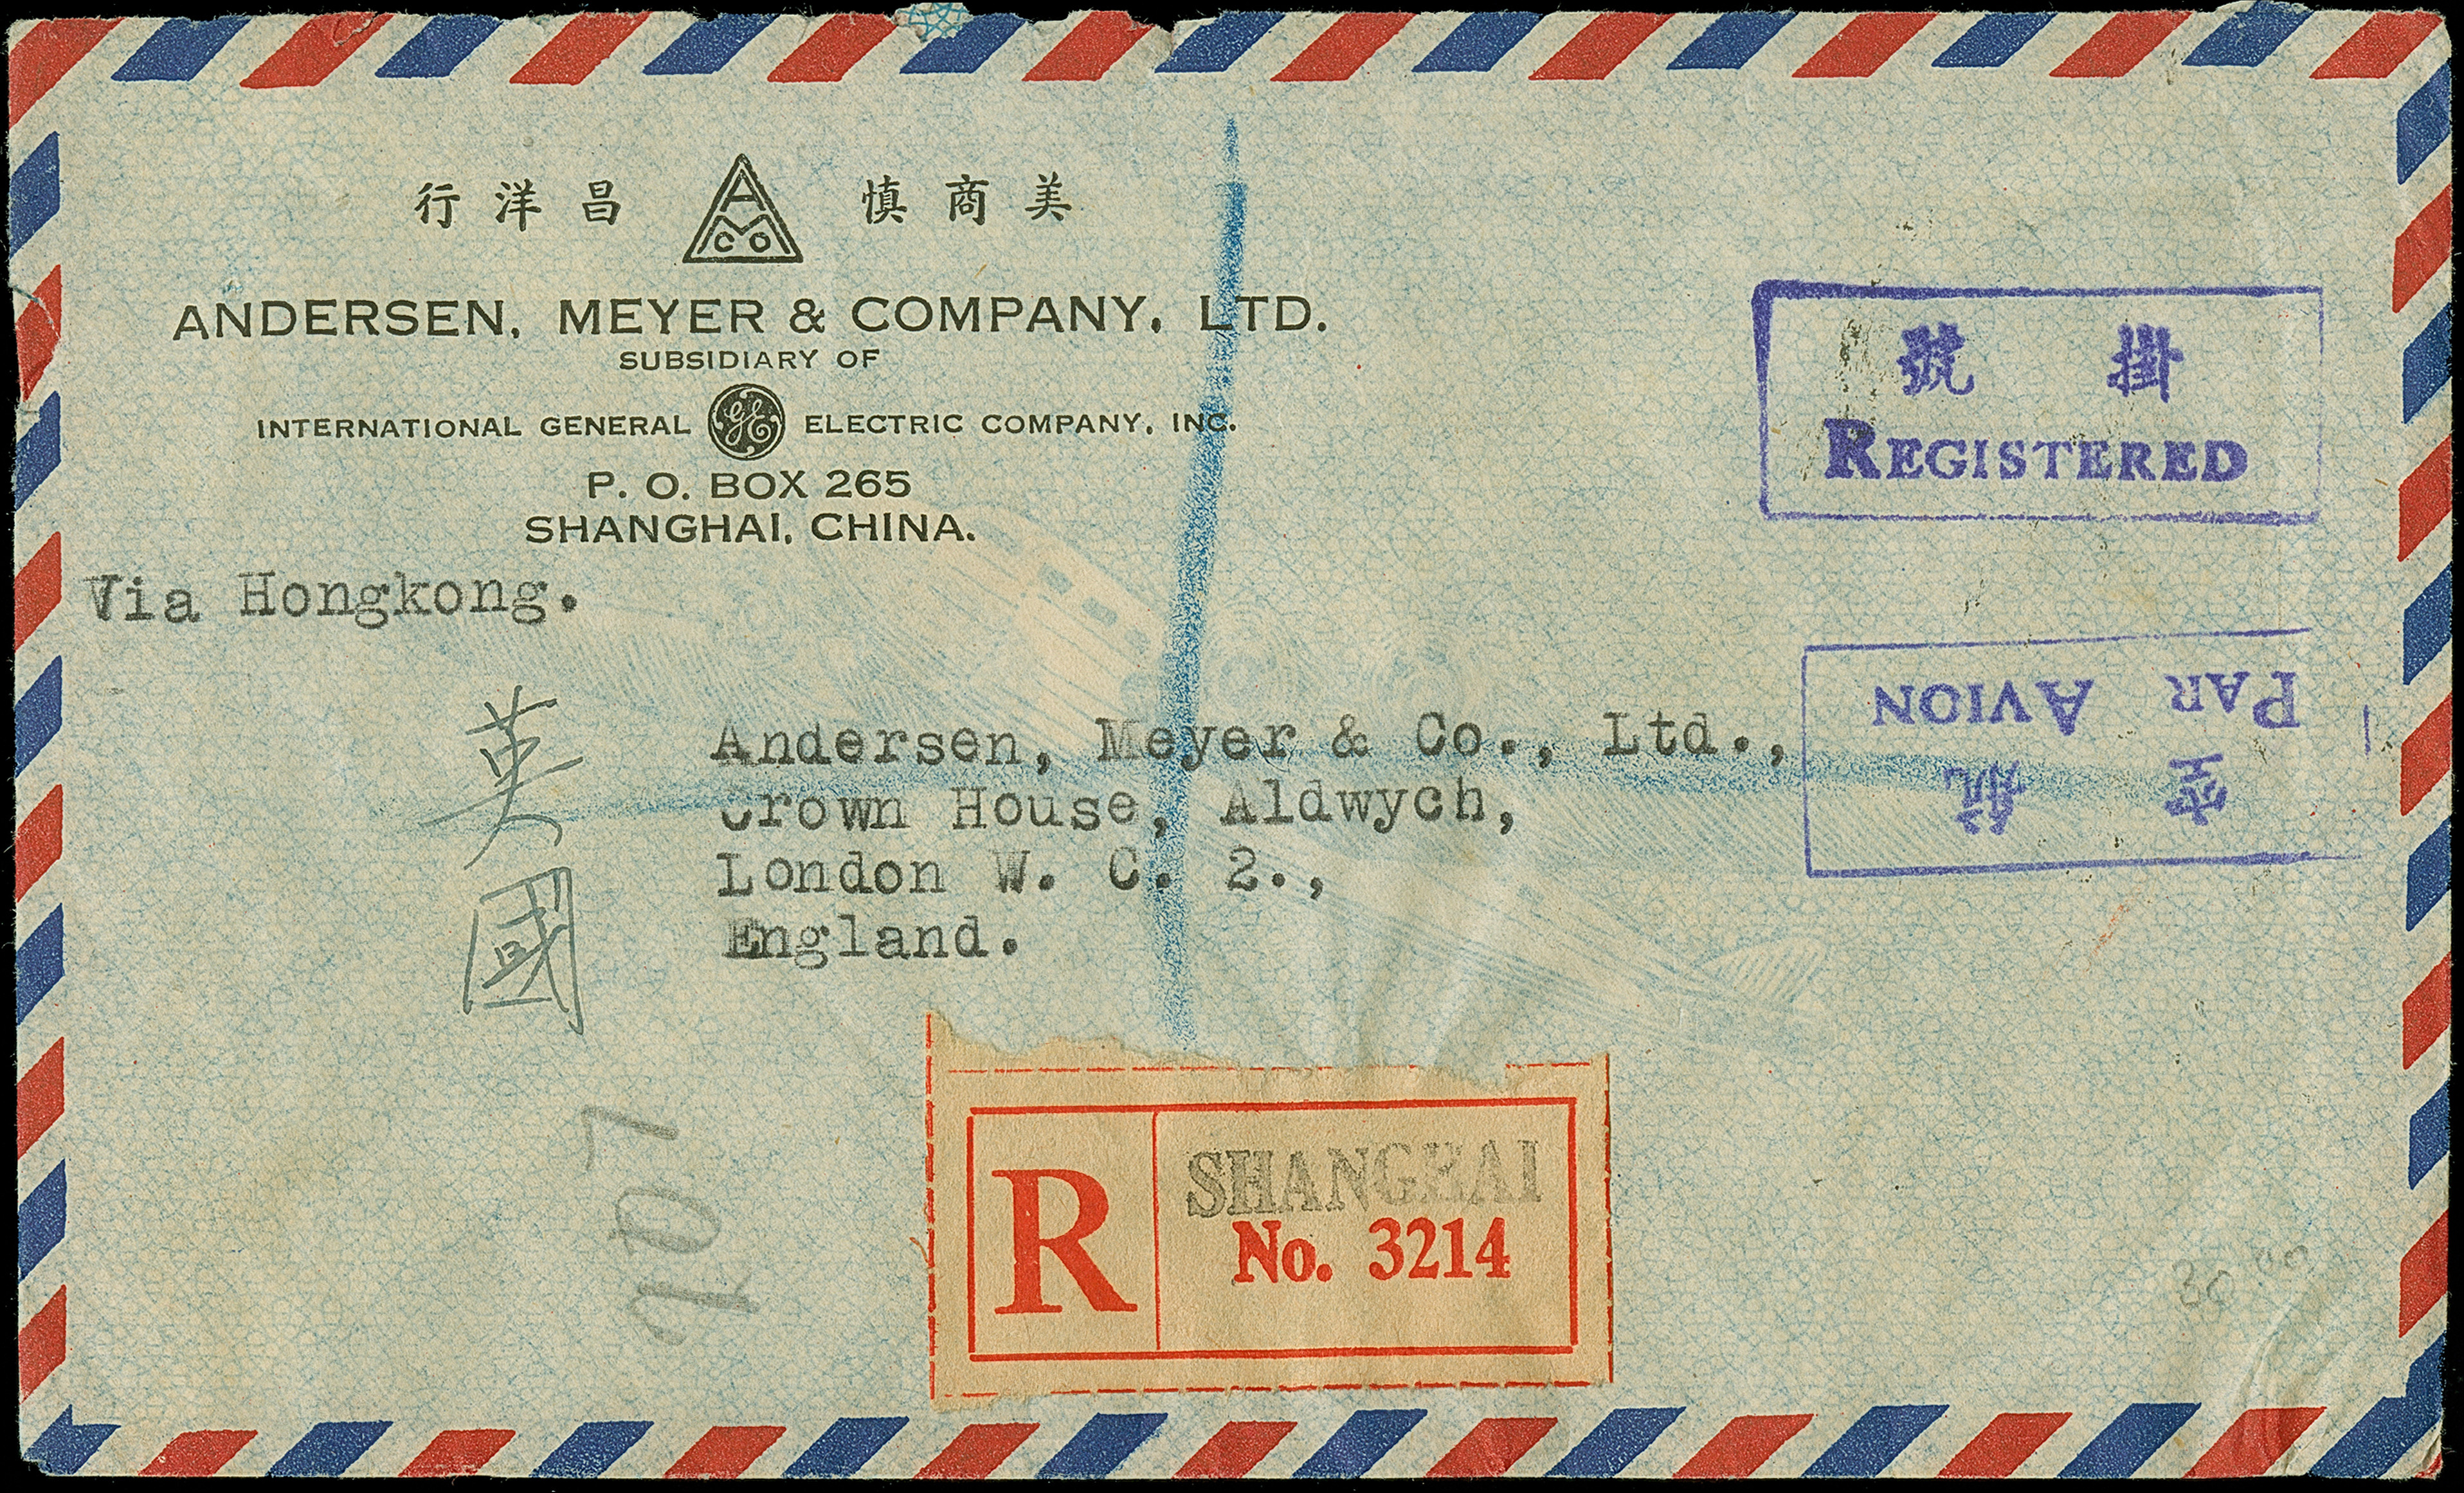 行洋昌 慎商美
AMCO
ANDERSEN, MEYER & COMPANY, LTD.
SUBSIDIARY OF
INTERNATIONAL GENERAL GE ELECTRIC COMPANY, INC.
P. O. BOX 265
SHANGHAI, CHINA.
號 掛
REGISTERED
Via Hongkong.
PAR AVION
空 航
英國
Andersen, Meyer & Co., Ltd.,
Crown House, Aldwych,
London W. C. 2.,
England.
R
SHANGHAI
No. 3214